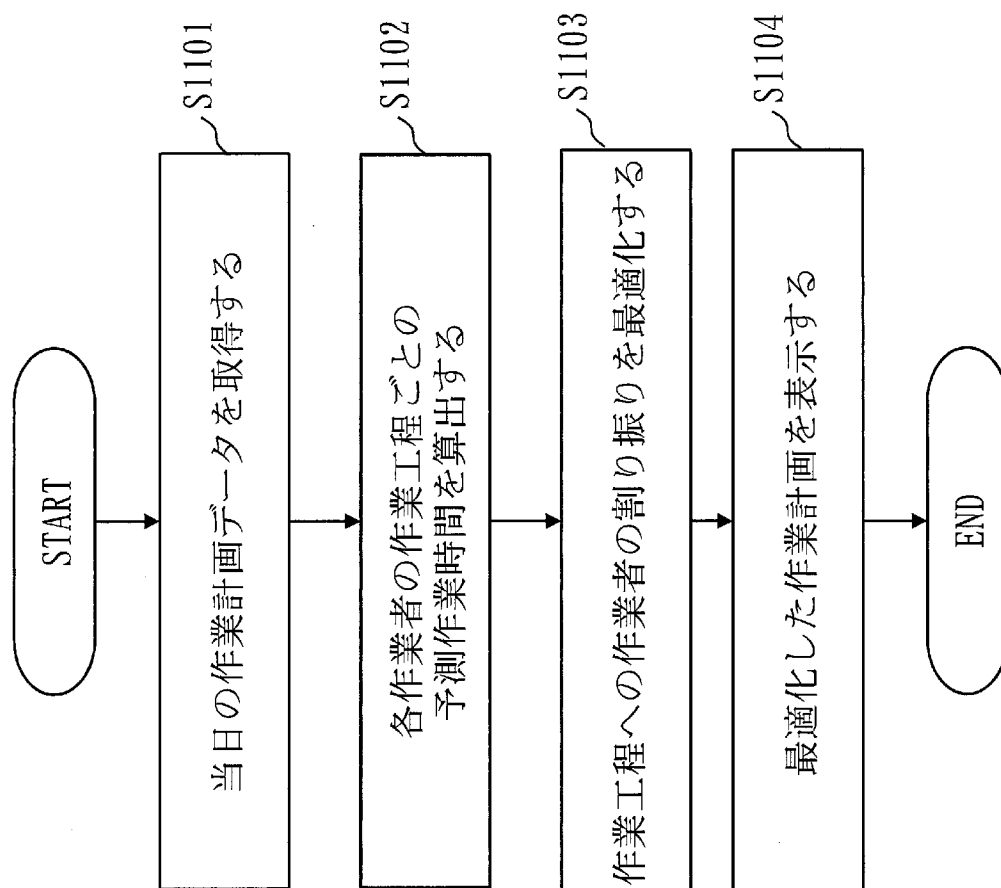 START
当日の作業計画データを取得する
S1101
各作業者の作業工程ごとの
予測作業時間を算出する
S1102
作業工程への作業者の割り振りを最適化する
S1103
最適化した作業計画を表示する
S1104
END